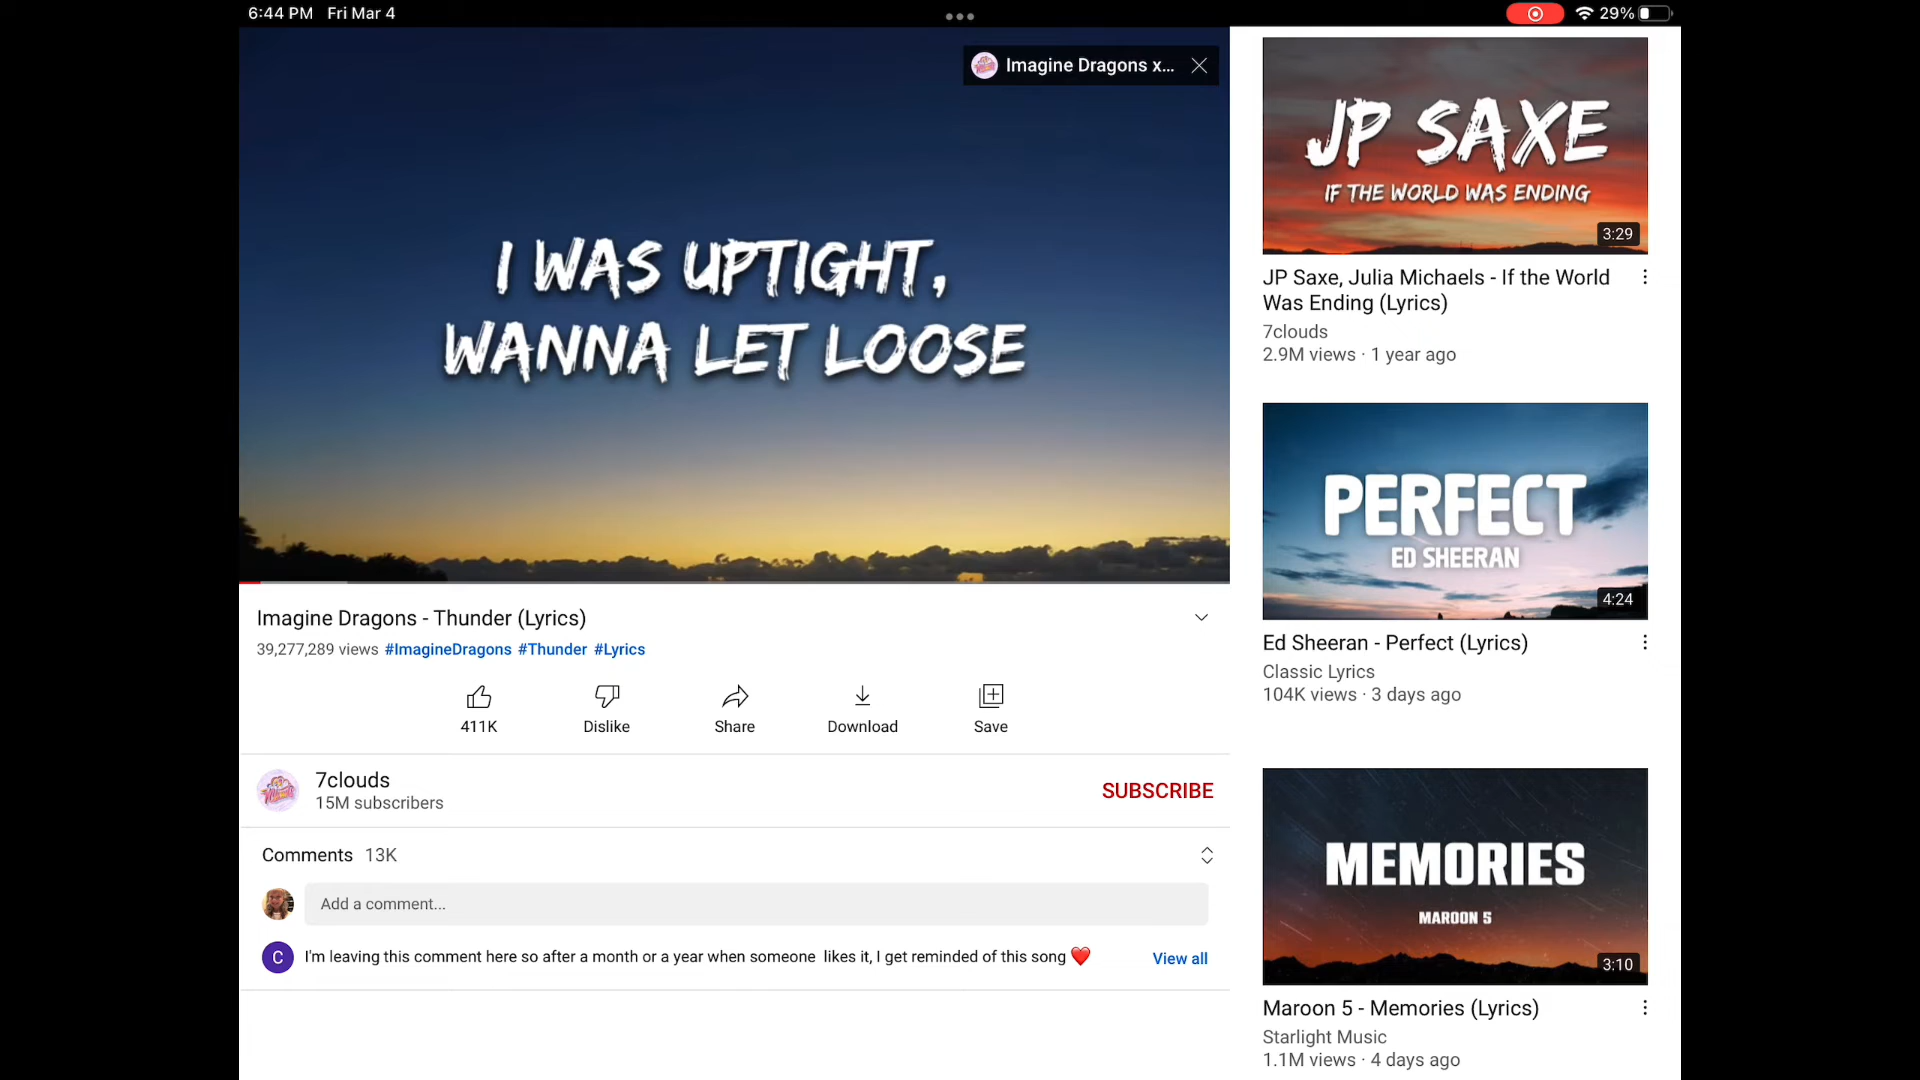 6:44 PM Fri Mar 4
29%
Imagine Dragons x...
I WAS UPTIGHT,
WANNA LET LOOSE
Imagine Dragons - Thunder (Lyrics)
39,277,289 views #ImagineDragons #Thunder #Lyrics
411K
Dislike
Share
Download
Save
7clouds
15M subscribers
SUBSCRIBE
Comments 13K
Add a comment...
C
I'm leaving this comment here so after a month or a year when someone likes it, I get reminded of this song ❤️
View all
JP SAXE
IF THE WORLD WAS ENDING
3:29
JP Saxe, Julia Michaels - If the World
Was Ending (Lyrics)
7clouds
2.9M views · 1 year ago
PERFECT
ED SHEERAN
4:24
Ed Sheeran - Perfect (Lyrics)
Classic Lyrics
104K views · 3 days ago
MEMORIES
MAROON 5
3:10
Maroon 5 - Memories (Lyrics)
Starlight Music
1.1M views · 4 days ago